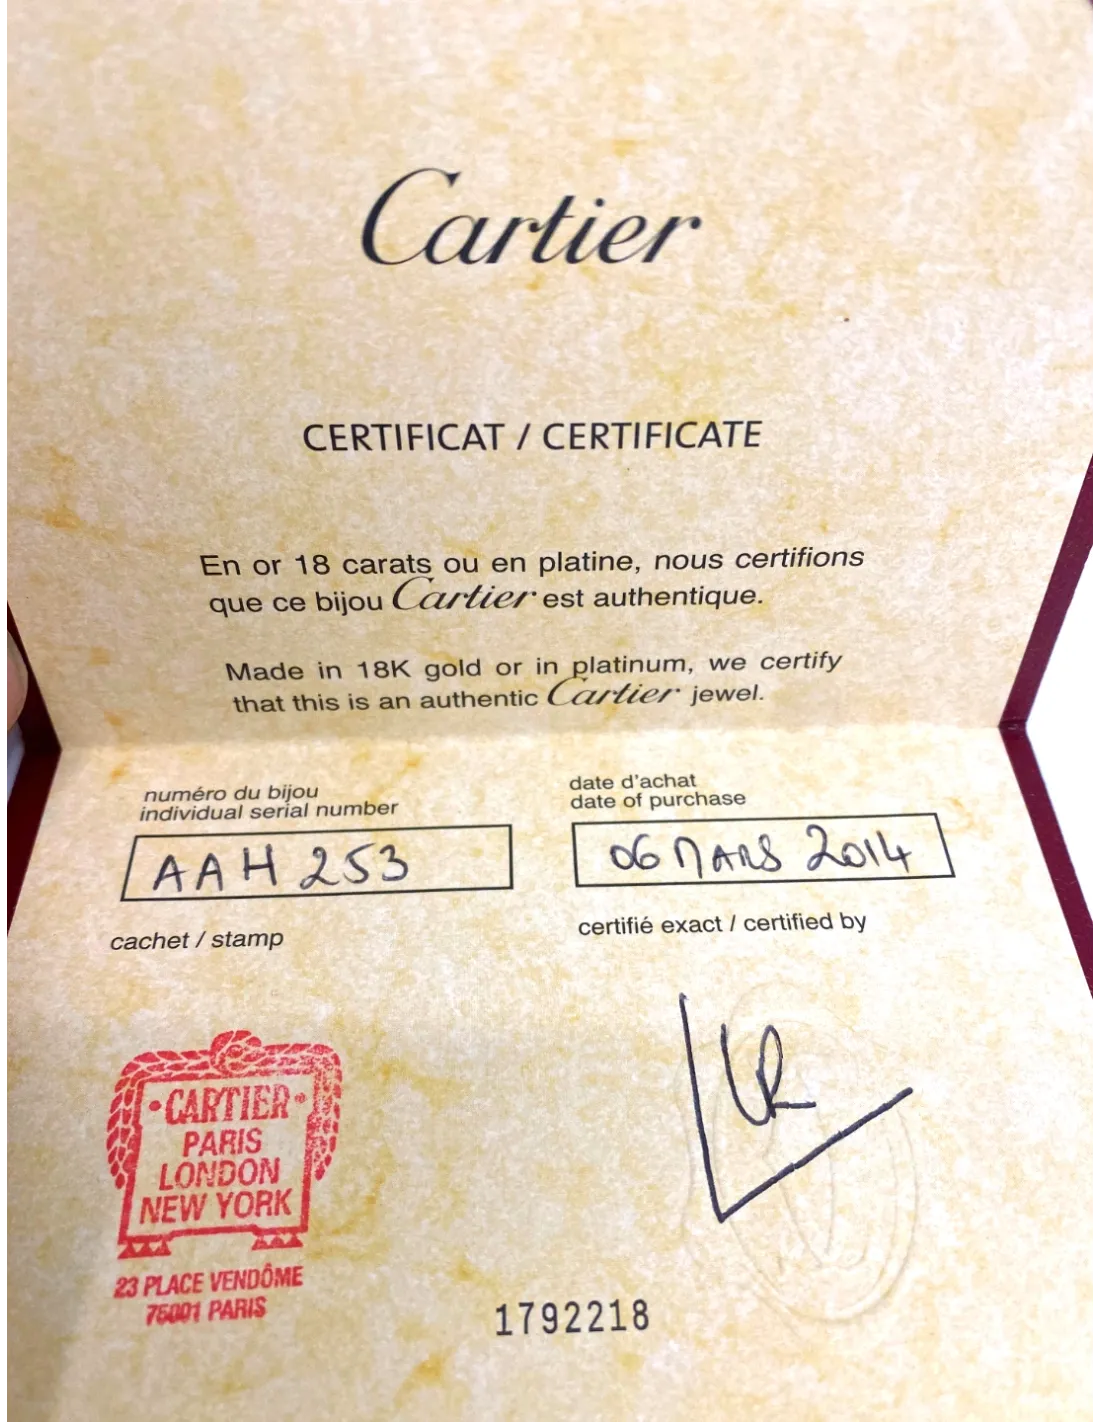 Cartier
CERTIFICAT / CERTIFICATE
En or 18 carats ou en platine, nous certifions
que ce bijou Cartier est authentique.
Made in 18K gold or in platinum, we certify
that this is an authentic Cartier jewel.
numéro du bijou
individual serial number
AAH 253
date d'achat
date of purchase
06 MARS 2014
cachet / stamp
certifié exact / certified by
CARTIER
PARIS
LONDON
NEW YORK
23 PLACE VENDÔME
75001 PARIS
1792218